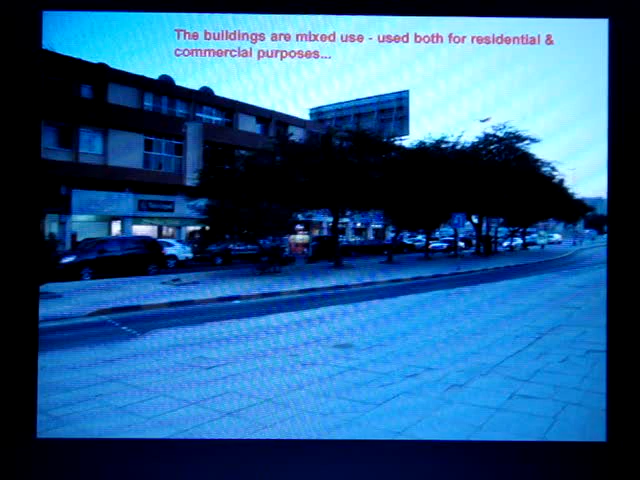 The buildings are mixed use - used both for residential &
commercial purposes...